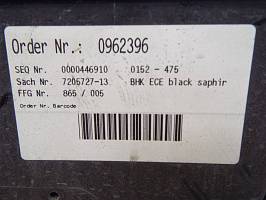 Order Nr.: 0962396
SEQ Nr. 0000446910 0152 - 475
Sach Nr. 7205727-13 BHK ECE black saphir
FFG Nr. 865 / 005
Order Nr. Barcode